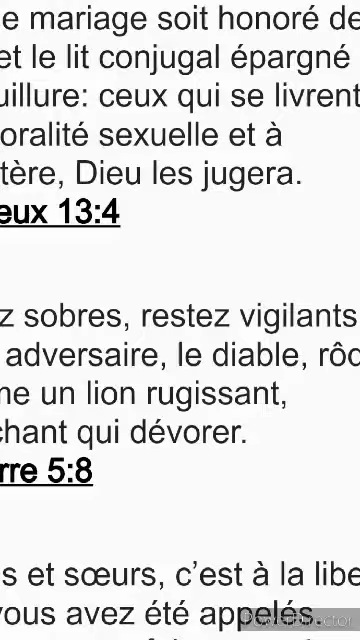 e mariage soit honoré de
et le lit conjugal épargné
uillure: ceux qui se livrent
oralité sexuelle et à
tère, Dieu les jugera.
eux 13:4
z sobres, restez vigilants
adversaire, le diable, rôd
me un lion rugissant,
chant qui dévorer.
rre 5:8
s et sœurs, c’est à la libe
vous avez été appelés.
PowerDirector